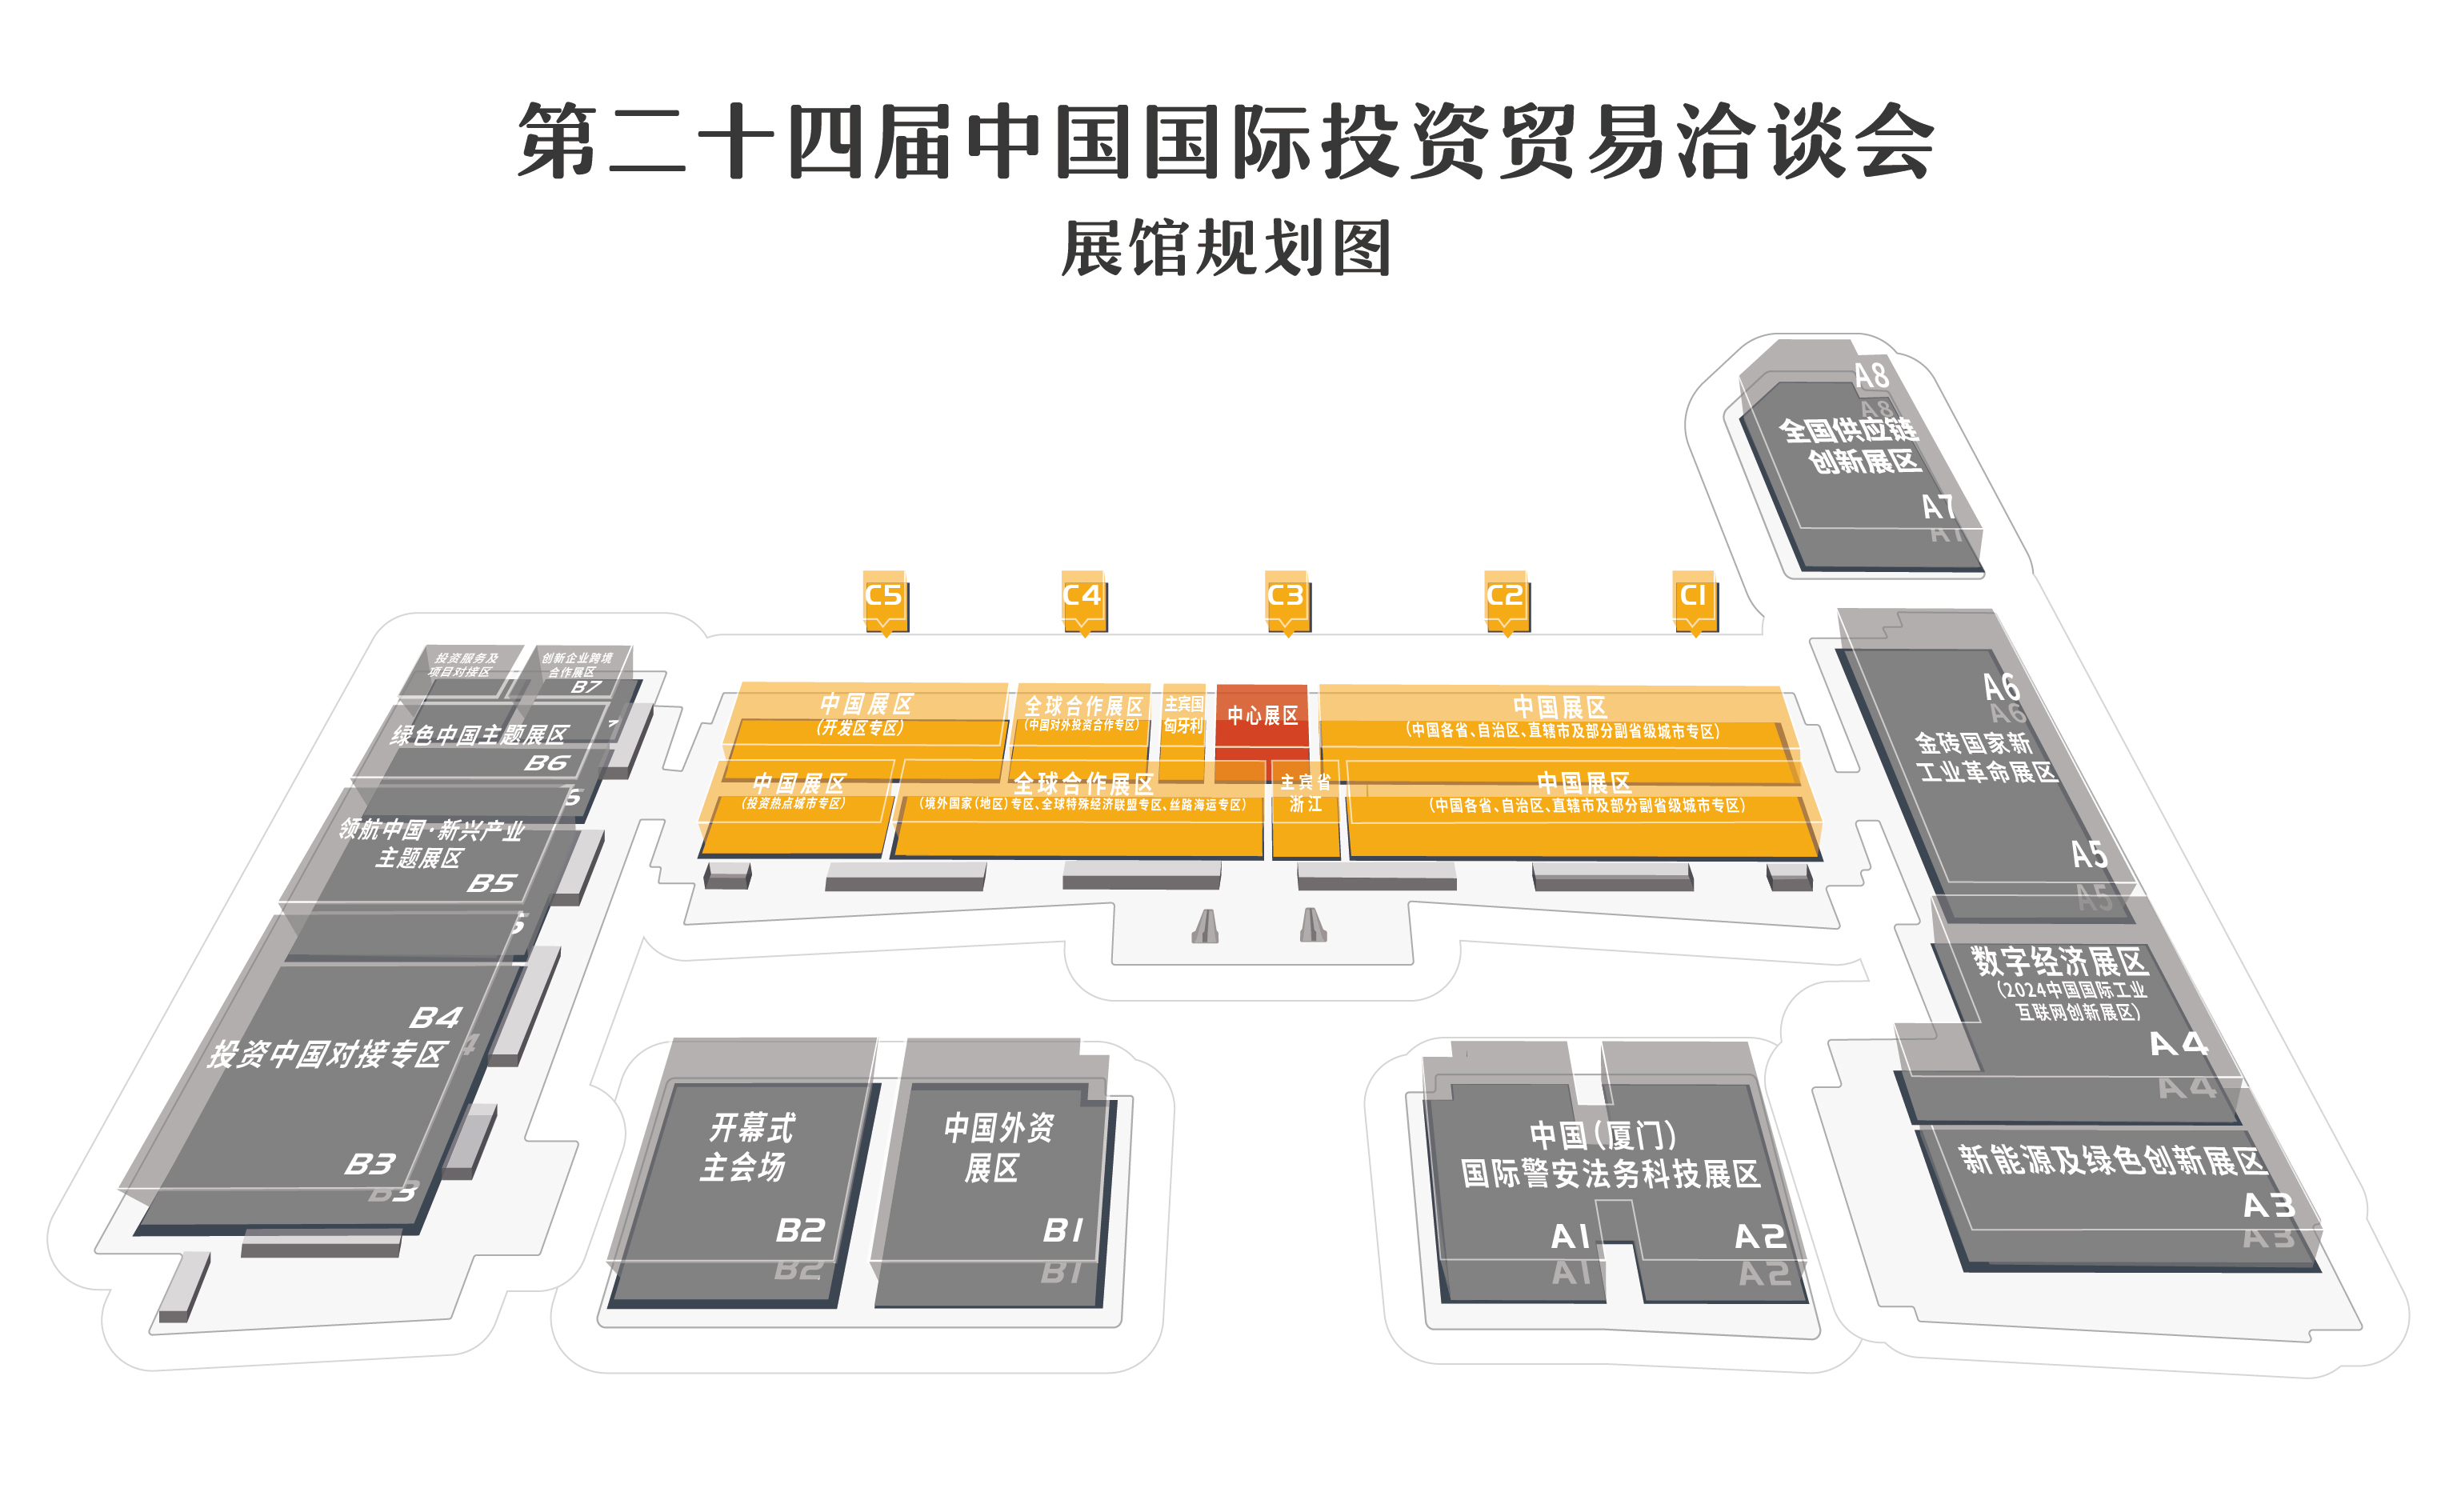 第二十四届中国国际投资贸易洽谈会
展馆规划图
A8
A8
全国供应链
创新展区
A7
A7
C5
C4
C3
C2
C1
投资服务及
项目对接区
创新企业跨境
合作展区
B7
绿色中国主题展区
B6
领航中国·新兴产业
主题展区
B5
B4
投资中国对接专区
B3
B3
中国展区
(开发区专区)
全球合作展区
(中国对外投资合作专区)
主宾国
匈牙利
中心展区
中国展区
(中国各省、自治区、直辖市及部分副省级城市专区)
中国展区
(投资热点城市专区)
全球合作展区
(境外国家(地区)专区、全球特殊经济联盟专区、丝路海运专区)
主宾省
浙江
中国展区
(中国各省、自治区、直辖市及部分副省级城市专区)
A6
A6
金砖国家新
工业革命展区
A5
A5
数字经济展区
(2024中国国际工业
互联网创新展区)
A4
A4
新能源及绿色创新展区
A3
A3
开幕式
主会场
B2
B2
中国外资
展区
B1
B1
中国(厦门)
国际警安法务科技展区
A1
A1
A2
A2